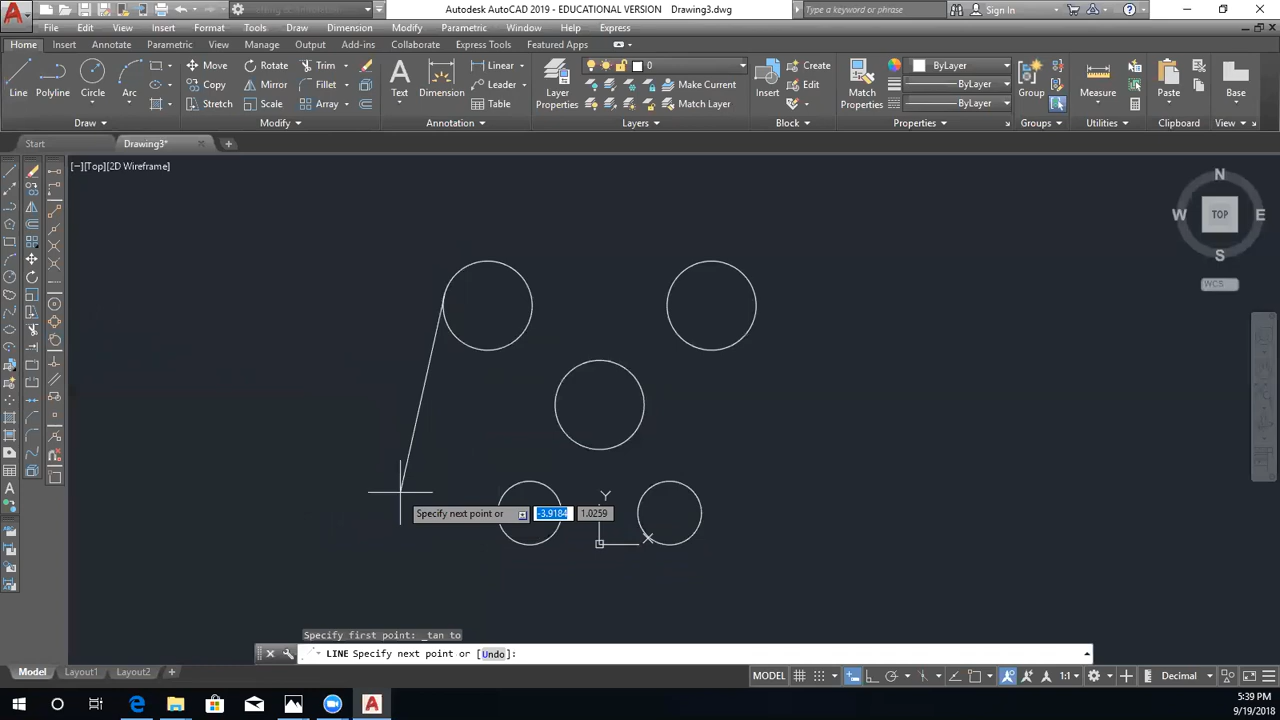 Autodesk AutoCAD 2019 - EDUCATIONAL VERSION Drawing3.dwg
Type a keyword or phrase
Sign In
File Edit View Insert Format Tools Draw Dimension Modify Parametric Window Help Express
Home Insert Annotate Parametric View Manage Output Add-ins Collaborate Express Tools Featured Apps
Move Rotate Trim Linear 0 Create ByLayer
Copy Mirror Fillet Leader Make Current Edit ByLayer
Stretch Scale Array Table Match Layer ByLayer
Line Polyline Circle Arc Text Dimension Layer Properties Insert Match Properties Group Measure Paste Base
Draw Modify Annotation Layers Block Properties Groups Utilities Clipboard View
Start Drawing3*
[−][Top][2D Wireframe]
N
W TOP E
S
WCS
Y
Specify next point or -3.9184 1.0259
X
Specify first point: _tan to
LINE Specify next point or [Undo]:
Model Layout1 Layout2
MODEL 1:1 Decimal
5:39 PM
9/19/2018